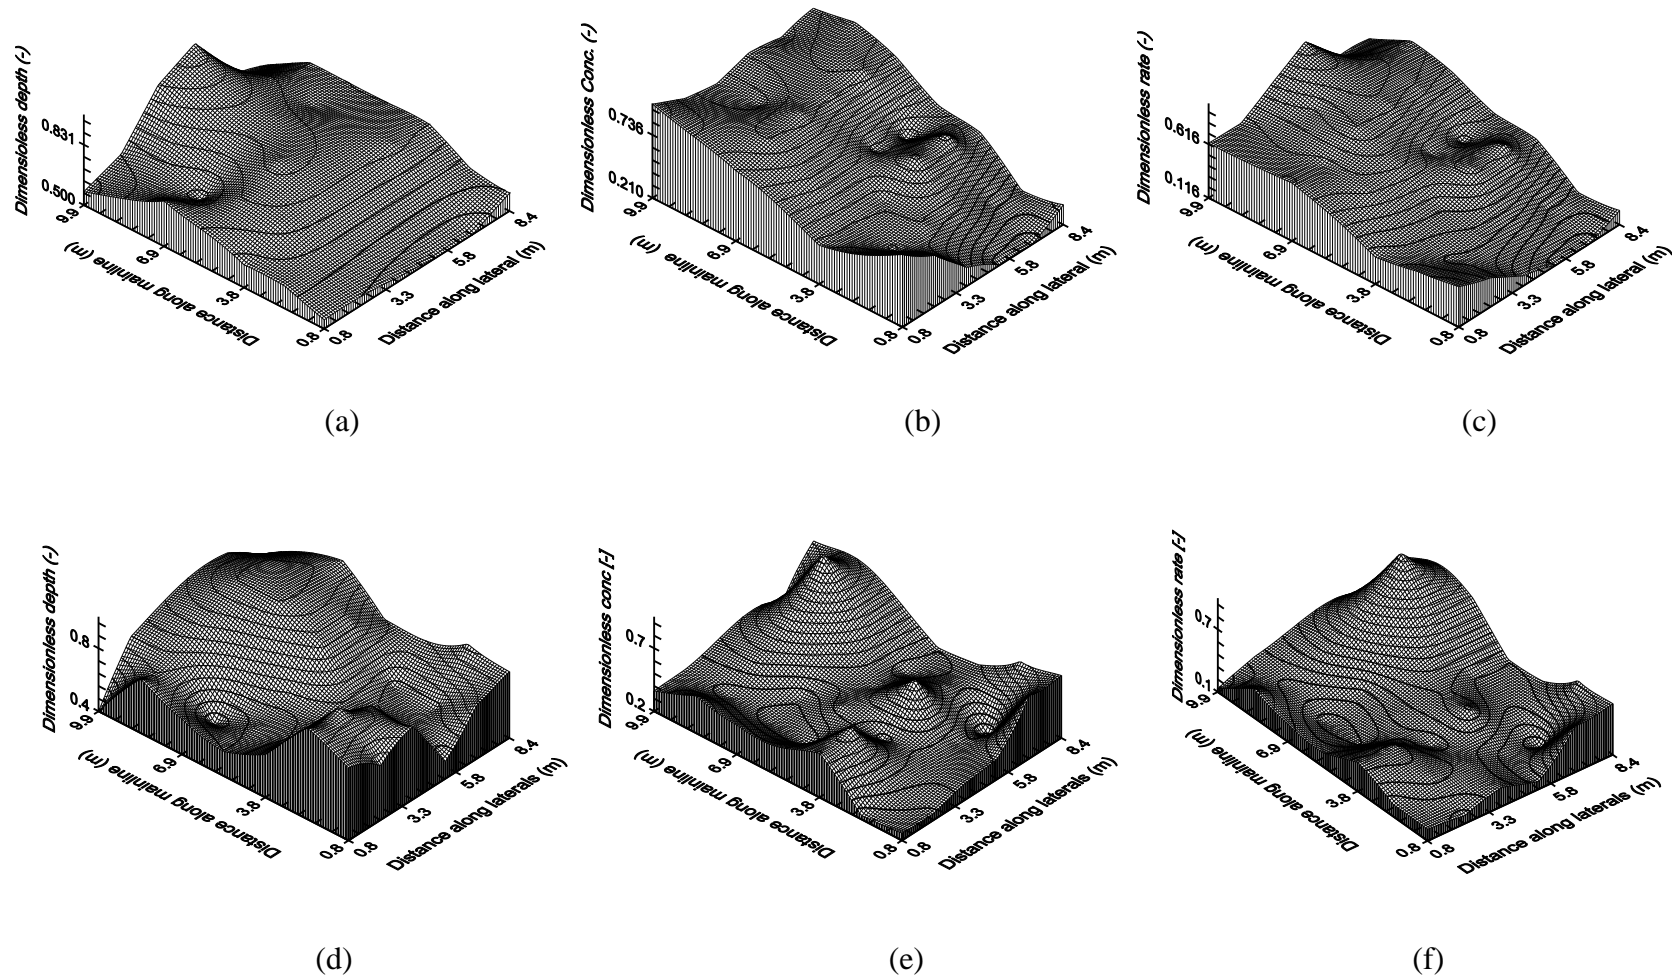 Dimensioloess depth (-)
0.831
0.500
9.9
6.9
3.8
0.8
Distance along mainline (m)
0.8
3.3
5.8
8.4
Distance along lateral (m)
(a)
Dimensionless Conc. (-)
0.736
0.210
9.9
6.9
3.8
0.8
Distance along mainline (m)
0.8
3.3
5.8
8.4
Distance along lateral (m)
(b)
Dimensionless rate (-)
0.616
0.116
9.9
6.9
3.8
0.8
Distance along mainline (m)
0.8
3.3
5.8
8.4
Distance along lateral (m)
(c)
Dimensionless depth (-)
0.8
0.4
9.9
6.9
3.8
0.8
Distance along mainline (m)
0.8
3.3
5.8
8.4
Distance along laterals (m)
(d)
Dimensionless conc [-]
0.7
0.2
9.9
6.9
3.8
0.8
Distance along mainline (m)
0.8
3.3
5.8
8.4
Distance along laterals (m)
(e)
Dimensionless rate [-]
0.7
0.1
9.9
6.9
3.8
0.8
Distance along mainline (m)
0.8
3.3
5.8
8.4
Distance along laterals (m)
(f)